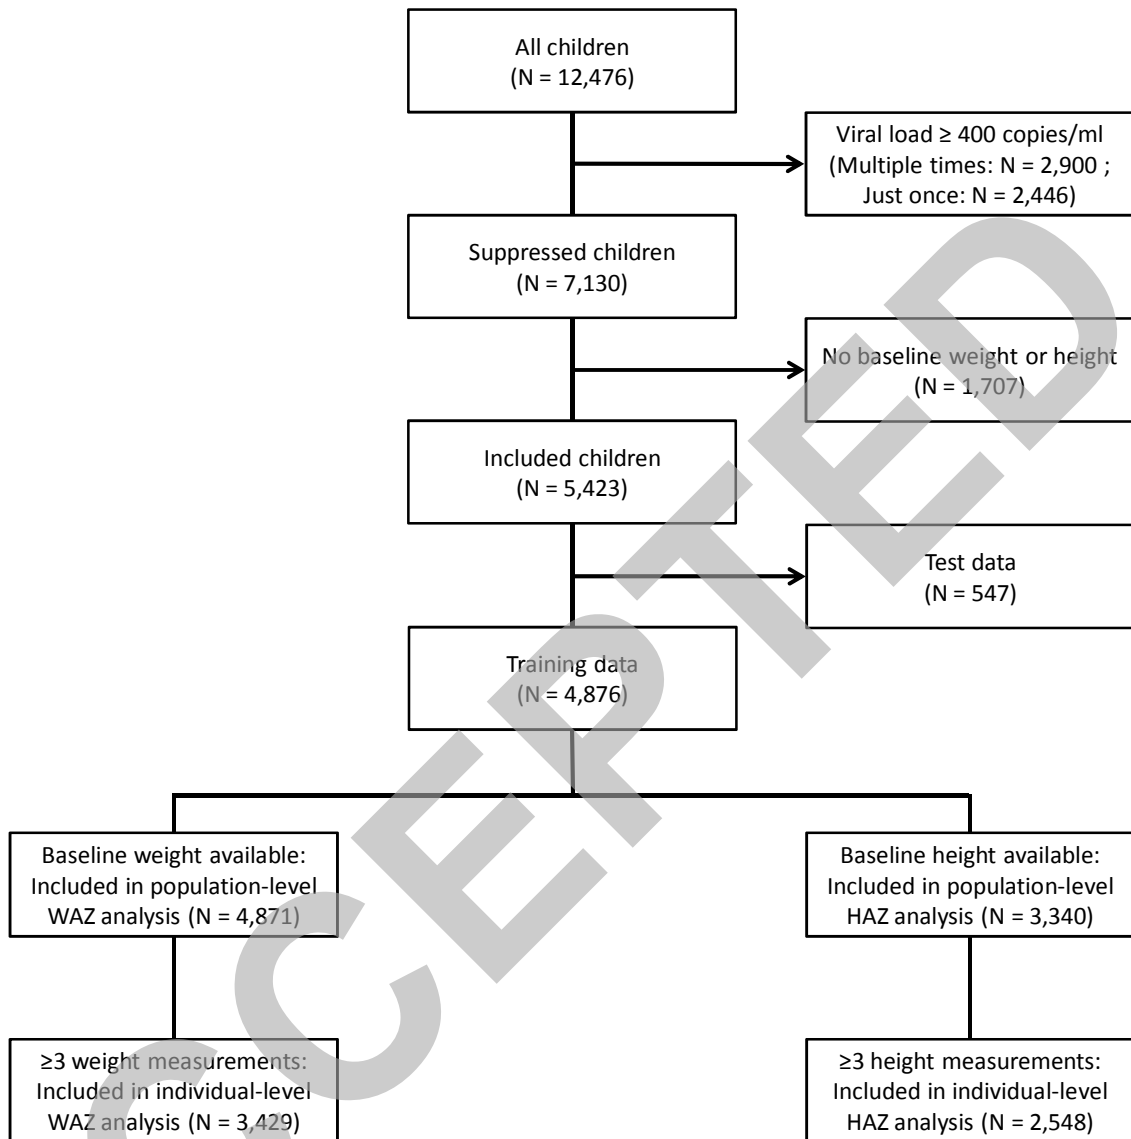 All children
(N = 12,476)
Viral load ≥ 400 copies/ml
(Multiple times: N = 2,900 ;
Just once: N = 2,446)
Suppressed children
(N = 7,130)
No baseline weight or height
(N = 1,707)
Included children
(N = 5,423)
Test data
(N = 547)
Training data
(N = 4,876)
Baseline weight available:
Included in population-level
WAZ analysis (N = 4,871)
Baseline height available:
Included in population-level
HAZ analysis (N = 3,340)
≥3 weight measurements:
Included in individual-level
WAZ analysis (N = 3,429)
≥3 height measurements:
Included in individual-level
HAZ analysis (N = 2,548)
CCEPTED